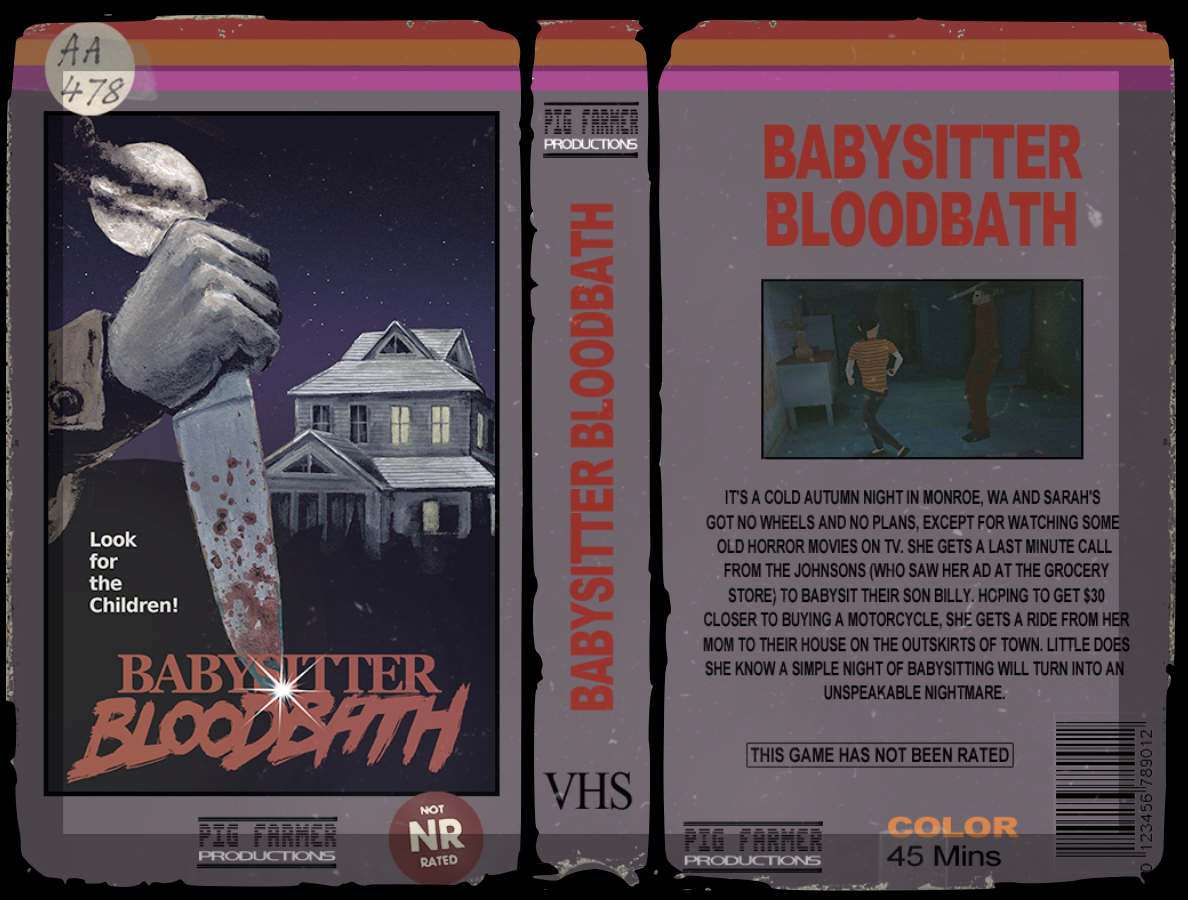 AA
478
Look
for
the
Children!
BABYSITTER
BLOODBATH
PIG FARMER
PRODUCTIONS
NOT
NR
RATED
PIG FARMER
PRODUCTIONS
BABYSITTER BLOODBATH
VHS
BABYSITTER
BLOODBATH
IT'S A COLD AUTUMN NIGHT IN MONROE, WA AND SARAH'S
GOT NO WHEELS AND NO PLANS, EXCEPT FOR WATCHING SOME
OLD HORROR MOVIES ON TV. SHE GETS A LAST MINUTE CALL
FROM THE JOHNSONS (WHO SAW HER AD AT THE GROCERY
STORE) TO BABYSIT THEIR SON BILLY. HOPING TO GET $30
CLOSER TO BUYING A MOTORCYCLE, SHE GETS A RIDE FROM HER
MOM TO THEIR HOUSE ON THE OUTSKIRTS OF TOWN. LITTLE DOES
SHE KNOW A SIMPLE NIGHT OF BABYSITTING WILL TURN INTO AN
UNSPEAKABLE NIGHTMARE.
THIS GAME HAS NOT BEEN RATED
PIG FARMER
PRODUCTIONS
COLOR
45 Mins
0 123456 789012